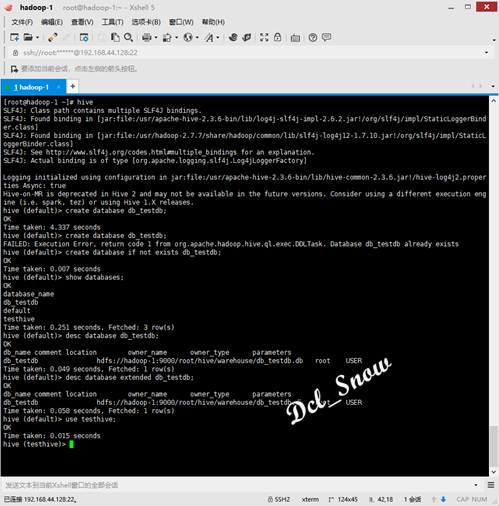 hadoop-1    root@hadoop-1:~ - Xshell 5
文件(F)  编辑(E)  查看(V)  工具(T)  选项卡(B)  窗口(W)  帮助(H)
ssh://root:******@192.168.44.128:22
要添加当前会话,点击左侧的箭头按钮。
1 hadoop-1
[root@hadoop-1 ~]# hive
SLF4J: Class path contains multiple SLF4J bindings.
SLF4J: Found binding in [jar:file:/usr/apache-hive-2.3.6-bin/lib/log4j-slf4j-impl-2.6.2.jar!/org/slf4j/impl/StaticLoggerBind
er.class]
SLF4J: Found binding in [jar:file:/usr/hadoop-2.7.7/share/hadoop/common/lib/slf4j-log4j12-1.7.10.jar!/org/slf4j/impl/StaticL
oggerBinder.class]
SLF4J: See http://www.slf4j.org/codes.html#multiple_bindings for an explanation.
SLF4J: Actual binding is of type [org.apache.logging.slf4j.Log4jLoggerFactory]
Logging initialized using configuration in jar:file:/usr/apache-hive-2.3.6-bin/lib/hive-common-2.3.6.jar!/hive-log4j2.proper
ties Async: true
Hive-on-MR is deprecated in Hive 2 and may not be available in the future versions. Consider using a different execution eng
ine (i.e. spark, tez) or using Hive 1.X releases.
hive (default)> create database db_testdb;
OK
Time taken: 4.337 seconds
hive (default)> create database db_testdb;
FAILED: Execution Error, return code 1 from org.apache.hadoop.hive.ql.exec.DDLTask. Database db_testdb already exists
hive (default)> create database if not exists db_testdb;
OK
Time taken: 0.007 seconds
hive (default)> show databases;
OK
database_name
db_testdb
default
testhive
Time taken: 0.251 seconds, Fetched: 3 row(s)
hive (default)> desc database db_testdb;
OK
db_name comment location        owner_name      owner_type      parameters
db_testdb               hdfs://hadoop-1:9000/root/hive/warehouse/db_testdb.db   root    USER
Time taken: 0.049 seconds, Fetched: 1 row(s)
hive (default)> desc database extended db_testdb;
OK
db_name comment location        owner_name      owner_type      parameters
db_testdb               hdfs://hadoop-1:9000/root/hive/warehouse/db_testdb.      USER
Time taken: 0.058 seconds, Fetched: 1 row(s)
hive (default)> use testhive;
OK
Time taken: 0.015 seconds
hive (testhive)>
Dcl_Snow
发送文本到当前Xshell窗口的全部会话
已连接 192.168.44.128:22。  SSH2  xterm  124x45  42,18  1 会话  CAP NUM